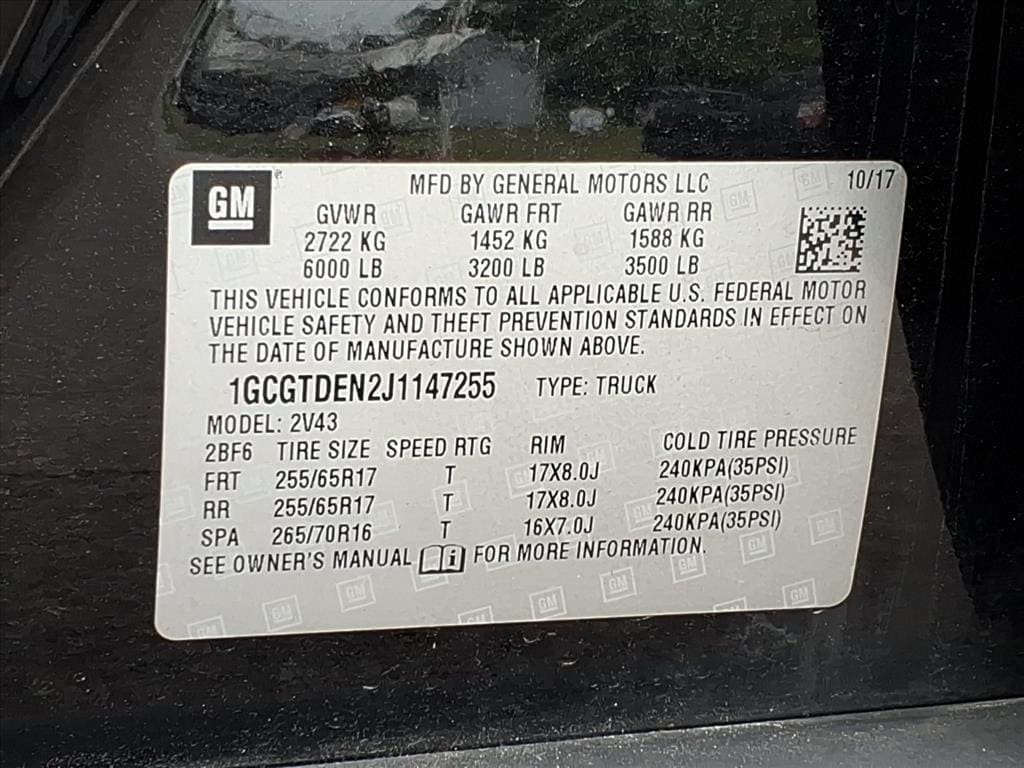 GM
MFD BY GENERAL MOTORS LLC 10/17
GVWR GAWR FRT GAWR RR
2722 KG 1452 KG 1588 KG
6000 LB 3200 LB 3500 LB
THIS VEHICLE CONFORMS TO ALL APPLICABLE U.S. FEDERAL MOTOR
VEHICLE SAFETY AND THEFT PREVENTION STANDARDS IN EFFECT ON
THE DATE OF MANUFACTURE SHOWN ABOVE.
1GCGTDEN2J1147255 TYPE: TRUCK
MODEL: 2V43
2BF6 TIRE SIZE SPEED RTG RIM COLD TIRE PRESSURE
FRT 255/65R17 T 17X8.0J 240KPA(35PSI)
RR 255/65R17 T 17X8.0J 240KPA(35PSI)
SPA 265/70R16 T 16X7.0J 240KPA(35PSI)
SEE OWNER'S MANUAL i FOR MORE INFORMATION.